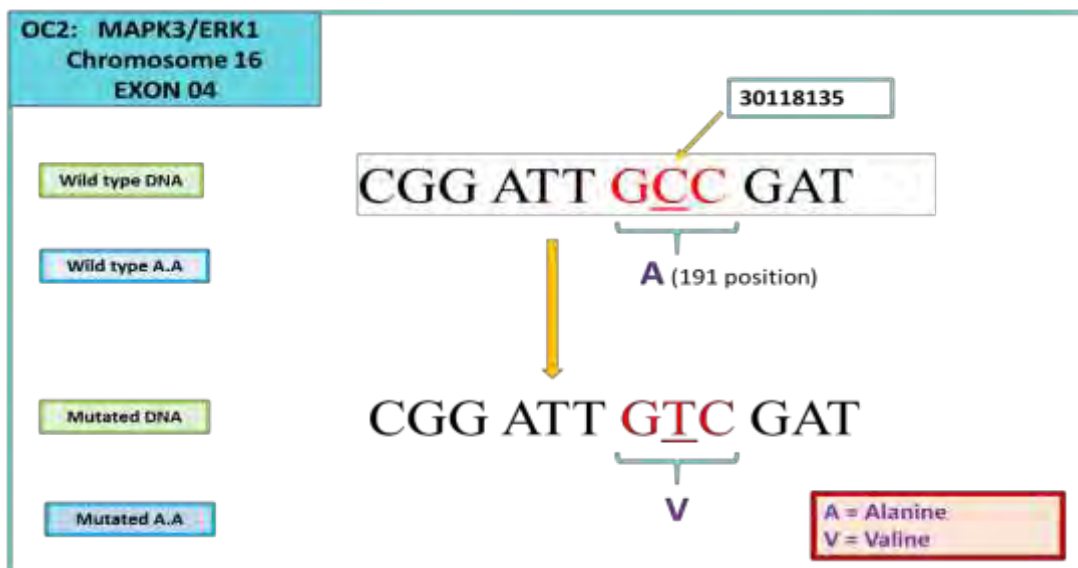 OC2: MAPK3/ERK1
Chromosome 16
EXON 04
30118135
Wild type DNA
CGG ATT GCC GAT
Wild type A.A
A (191 position)
Mutated DNA
CGG ATT GTC GAT
V
Mutated A.A
A = Alanine
V = Valine